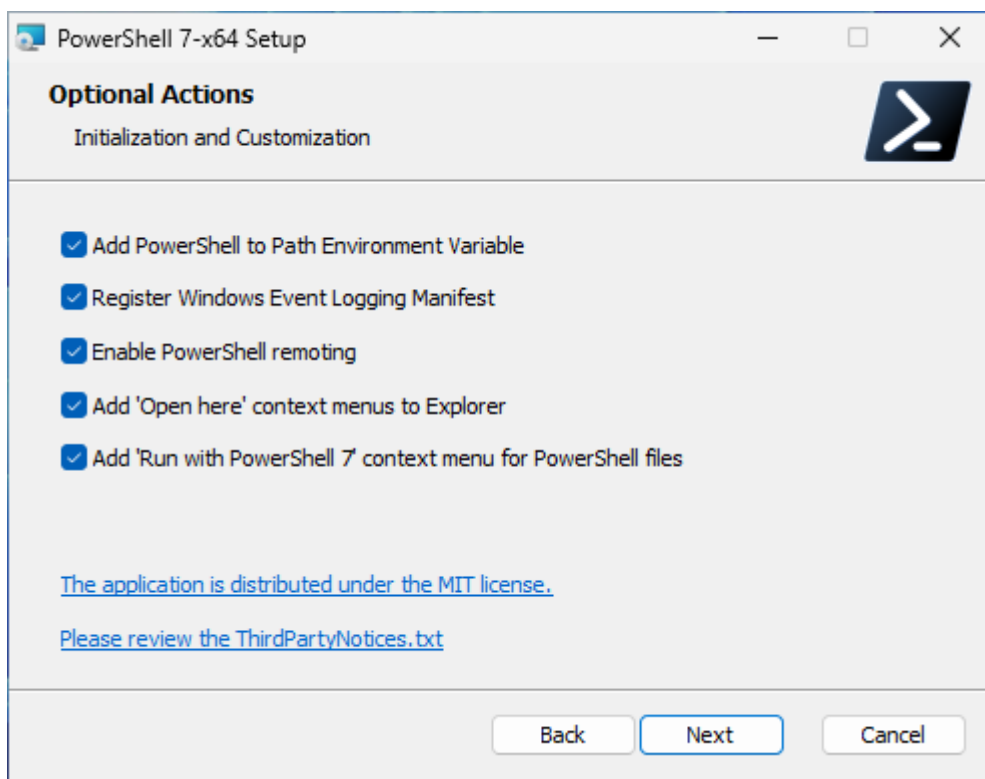 PowerShell 7-x64 Setup
Optional Actions
Initialization and Customization
Add PowerShell to Path Environment Variable
Register Windows Event Logging Manifest
Enable PowerShell remoting
Add 'Open here' context menus to Explorer
Add 'Run with PowerShell 7' context menu for PowerShell files
The application is distributed under the MIT license.
Please review the ThirdPartyNotices.txt
Back Next Cancel